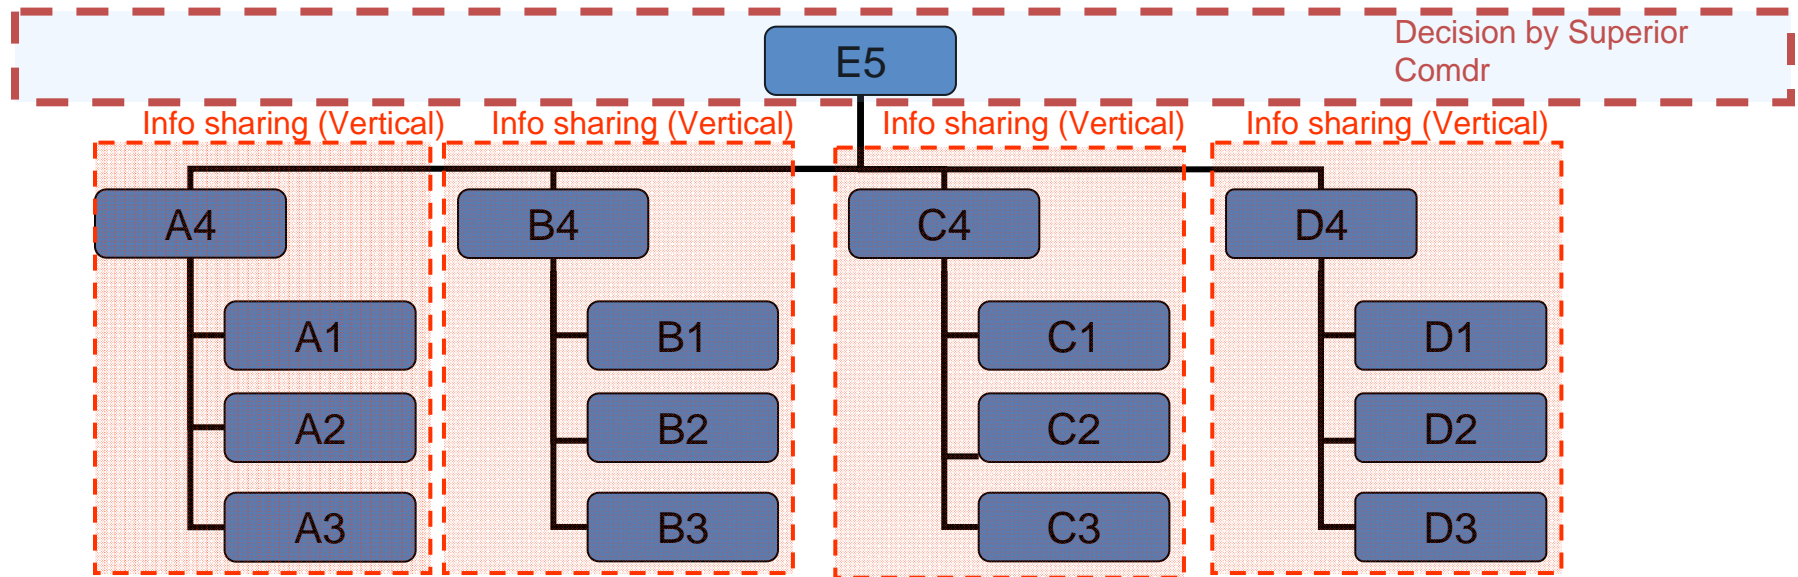 Decision by Superior
Comdr
E5
Info sharing (Vertical)
Info sharing (Vertical)
Info sharing (Vertical)
Info sharing (Vertical)
A4
B4
C4
D4
A1
B1
C1
D1
A2
B2
C2
D2
A3
B3
C3
D3